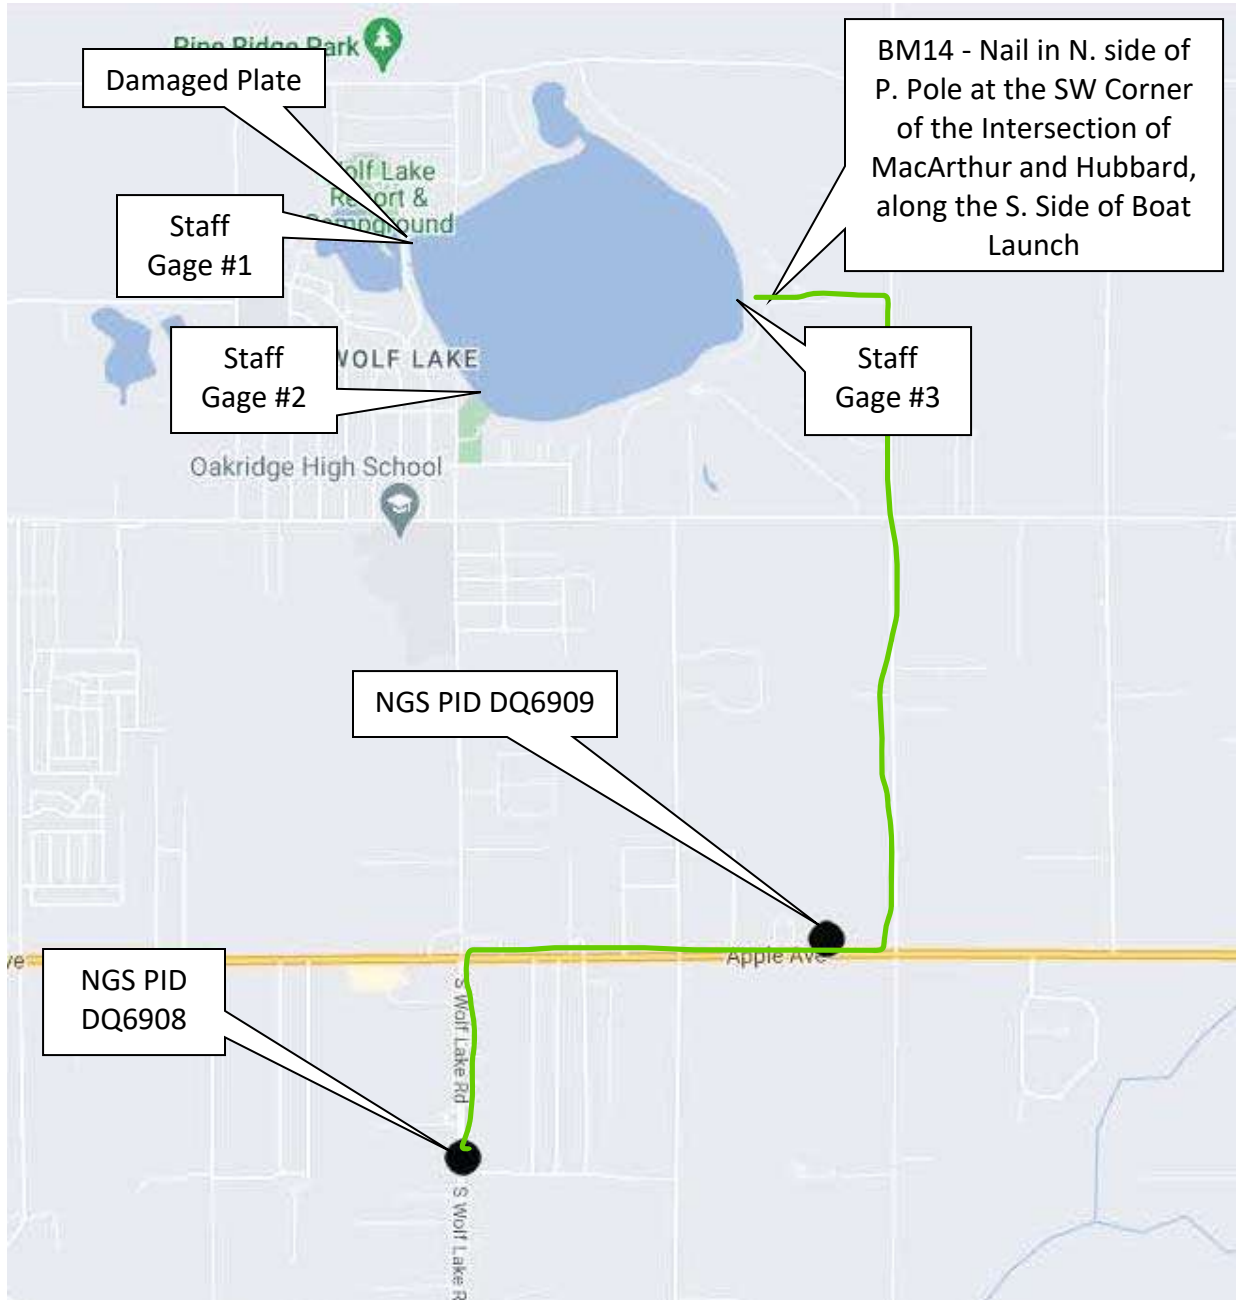 Pine Ridge Park
Damaged Plate
BM14 - Nail in N. side of
P. Pole at the SW Corner
of the Intersection of
MacArthur and Hubbard,
along the S. Side of Boat
Launch
Wolf Lake
Resort &
Campground
Staff
Gage #1
Staff
Gage #2
WOLF LAKE
Staff
Gage #3
Oakridge High School
NGS PID DQ6909
Apple Ave
ve
NGS PID
DQ6908
S Wolf Lake Rd
S Wolf Lake R